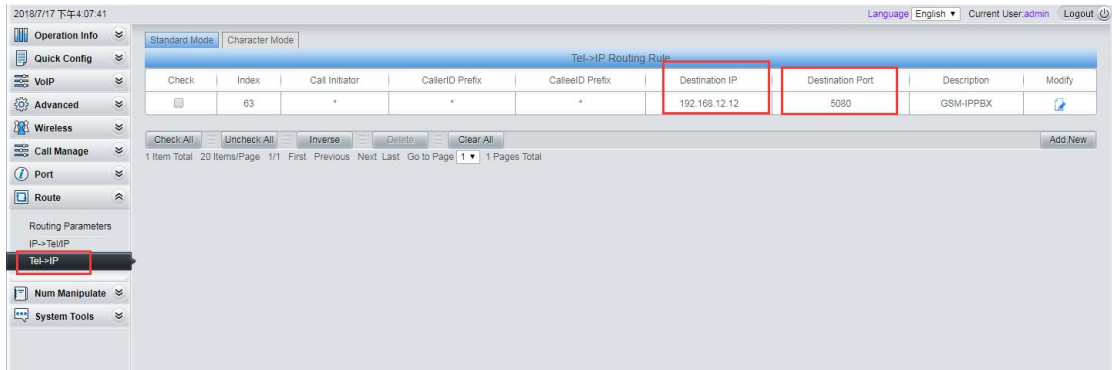 2018/7/17 下午4:07:41 Language English Current User:admin Logout
Operation Info
Quick Config
VoIP
Advanced
Wireless
Call Manage
Port
Route
Routing Parameters
IP->Tel/IP
Tel->IP
Num Manipulate
System Tools
Standard Mode Character Mode
Tel->IP Routing Rule
Check Index Call Initiator CallerID Prefix CalleeID Prefix Destination IP Destination Port Description Modify
63 * * * 192.168.12.12 5080 GSM-IPPBX
Check All Uncheck All Inverse Delete Clear All Add New
1 Item Total 20 Items/Page 1/1 First Previous Next Last Go to Page 1 1 Pages Total